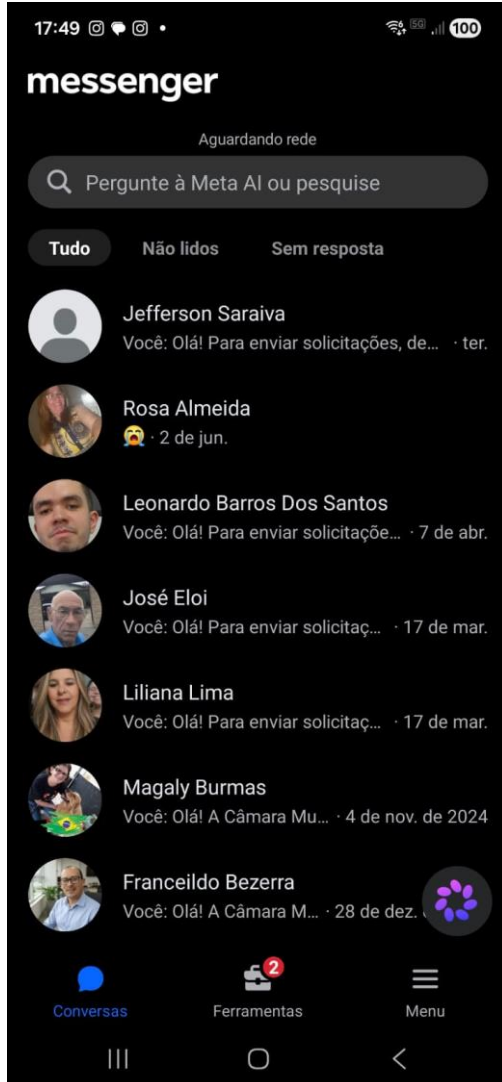 17:49
5G 100
messenger
Aguardando rede
Pergunte à Meta AI ou pesquise
Tudo Não lidos Sem resposta
Jefferson Saraiva
Você: Olá! Para enviar solicitações, de... · ter.
Rosa Almeida
😭 · 2 de jun.
Leonardo Barros Dos Santos
Você: Olá! Para enviar solicitaçõe... · 7 de abr.
José Eloi
Você: Olá! Para enviar solicitaç... · 17 de mar.
Liliana Lima
Você: Olá! Para enviar solicitaç... · 17 de mar.
Magaly Burmas
Você: Olá! A Câmara Mu... · 4 de nov. de 2024
Franceildo Bezerra
Você: Olá! A Câmara M... · 28 de dez.
2
Conversas Ferramentas Menu